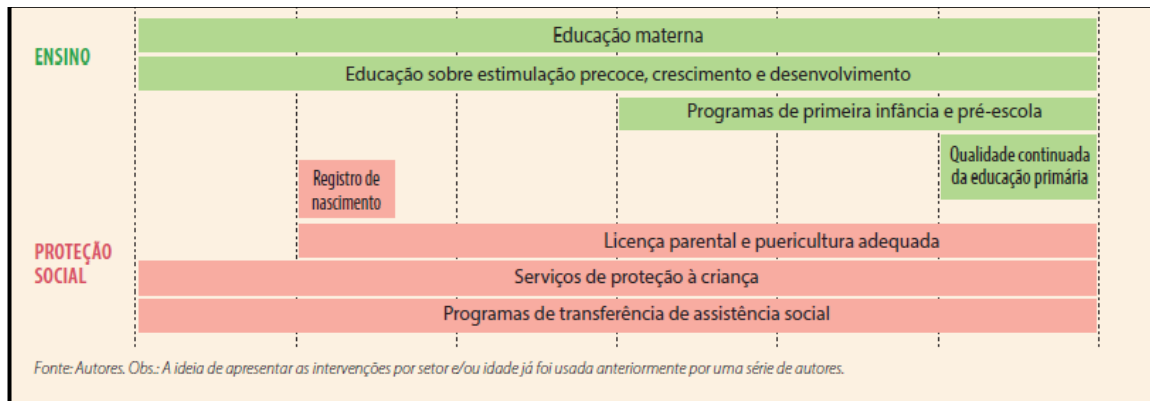 ENSINO
Educação materna
Educação sobre estimulação precoce, crescimento e desenvolvimento
Programas de primeira infância e pré-escola
Qualidade continuada
da educação primária
Registro de
nascimento
PROTEÇÃO
SOCIAL
Licença parental e puericultura adequada
Serviços de proteção à criança
Programas de transferência de assistência social
Fonte: Autores. Obs.: A ideia de apresentar as intervenções por setor e/ou idade já foi usada anteriormente por uma série de autores.